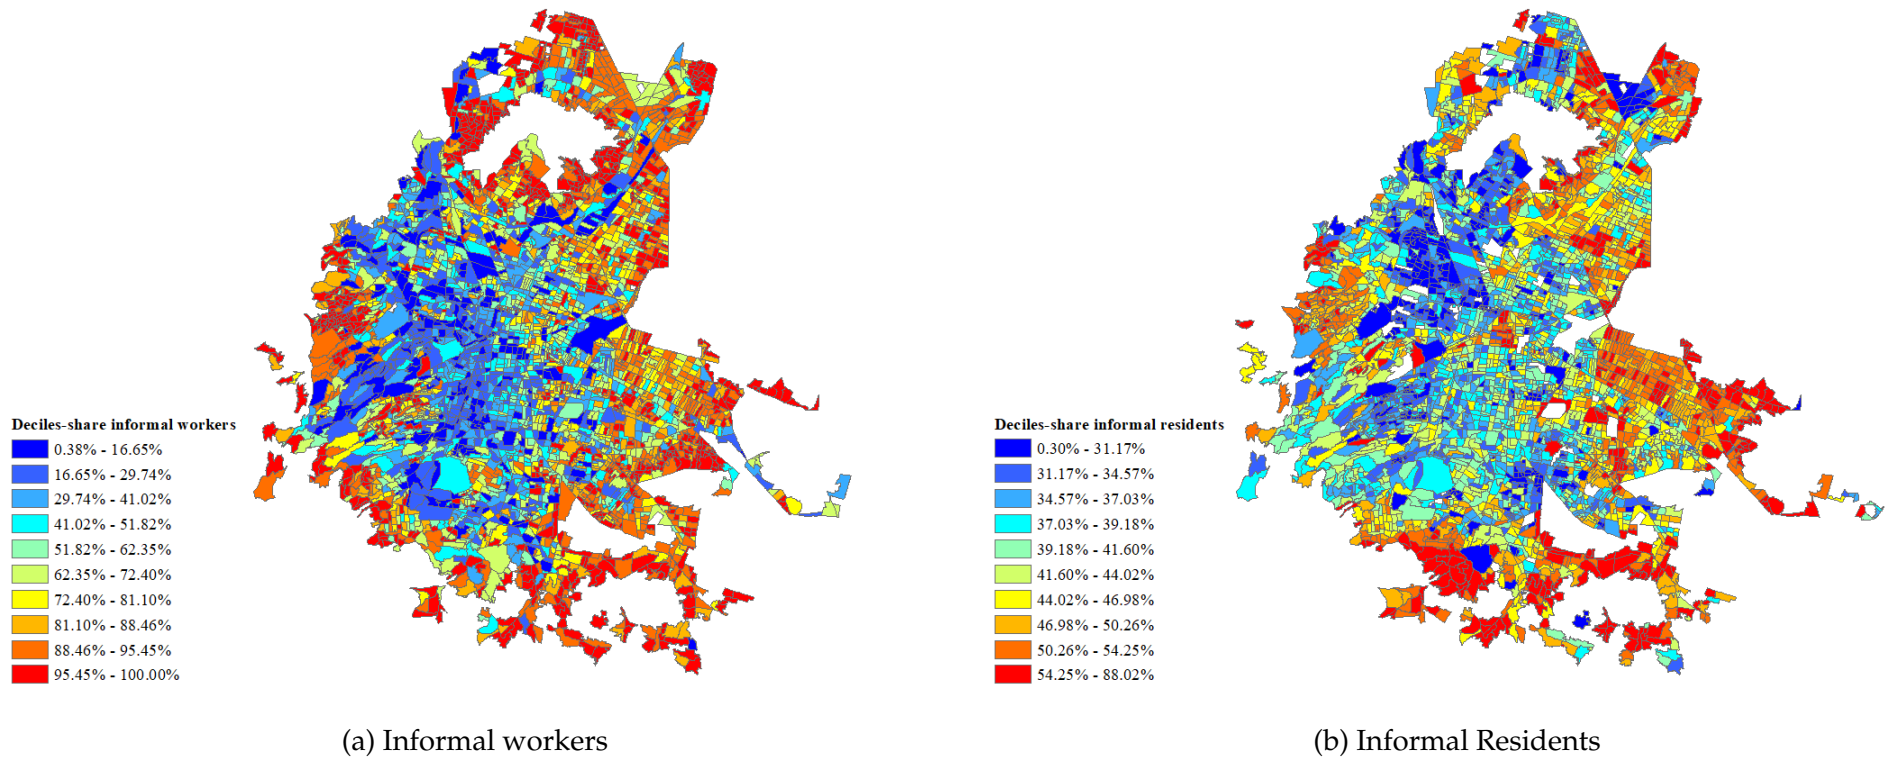 Deciles-share informal workers
0.38% - 16.65%
16.65% - 29.74%
29.74% - 41.02%
41.02% - 51.82%
51.82% - 62.35%
62.35% - 72.40%
72.40% - 81.10%
81.10% - 88.46%
88.46% - 95.45%
95.45% - 100.00%
(a) Informal workers
Deciles-share informal residents
0.30% - 31.17%
31.17% - 34.57%
34.57% - 37.03%
37.03% - 39.18%
39.18% - 41.60%
41.60% - 44.02%
44.02% - 46.98%
46.98% - 50.26%
50.26% - 54.25%
54.25% - 88.02%
(b) Informal Residents